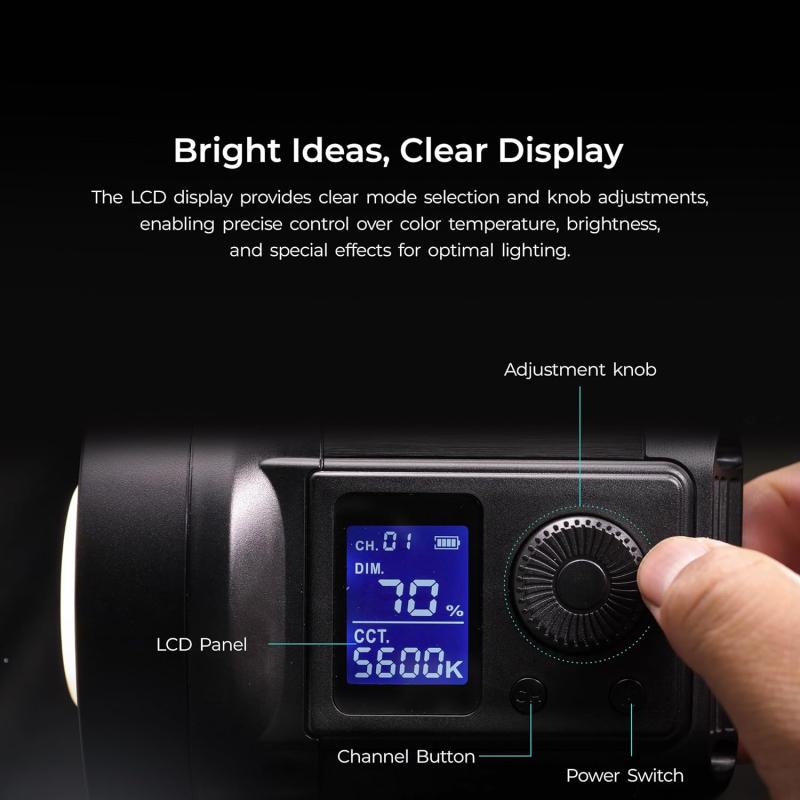 Bright Ideas, Clear Display
The LCD display provides clear mode selection and knob adjustments,
enabling precise control over color temperature, brightness,
and special effects for optimal lighting.
Adjustment knob
CH. 01
DIM.
70 %
LCD Panel
CCT.
5600K
Channel Button
Power Switch